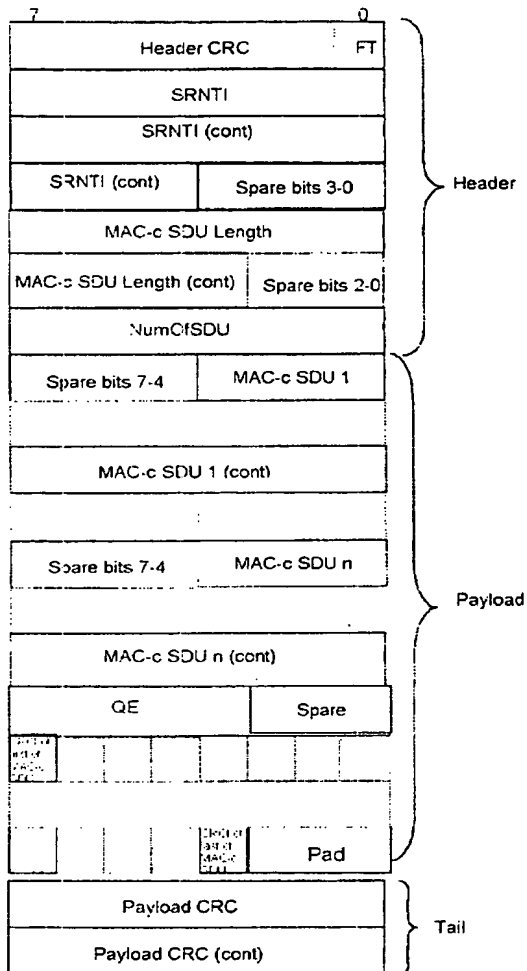 7 0
Header CRC FT
SRNTI
SRNTI (cont)
SRNTI (cont) Spare bits 3-0
Header
MAC-c SDU Length
MAC-c SDU Length (cont) Spare bits 2-0
NumOfSDU
Spare bits 7-4 MAC-c SDU 1
MAC-c SDU 1 (cont)
Spare bits 7-4 MAC-c SDU n
Payload
MAC-c SDU n (cont)
QE Spare
Pad
Payload CRC
Tail
Payload CRC (cont)